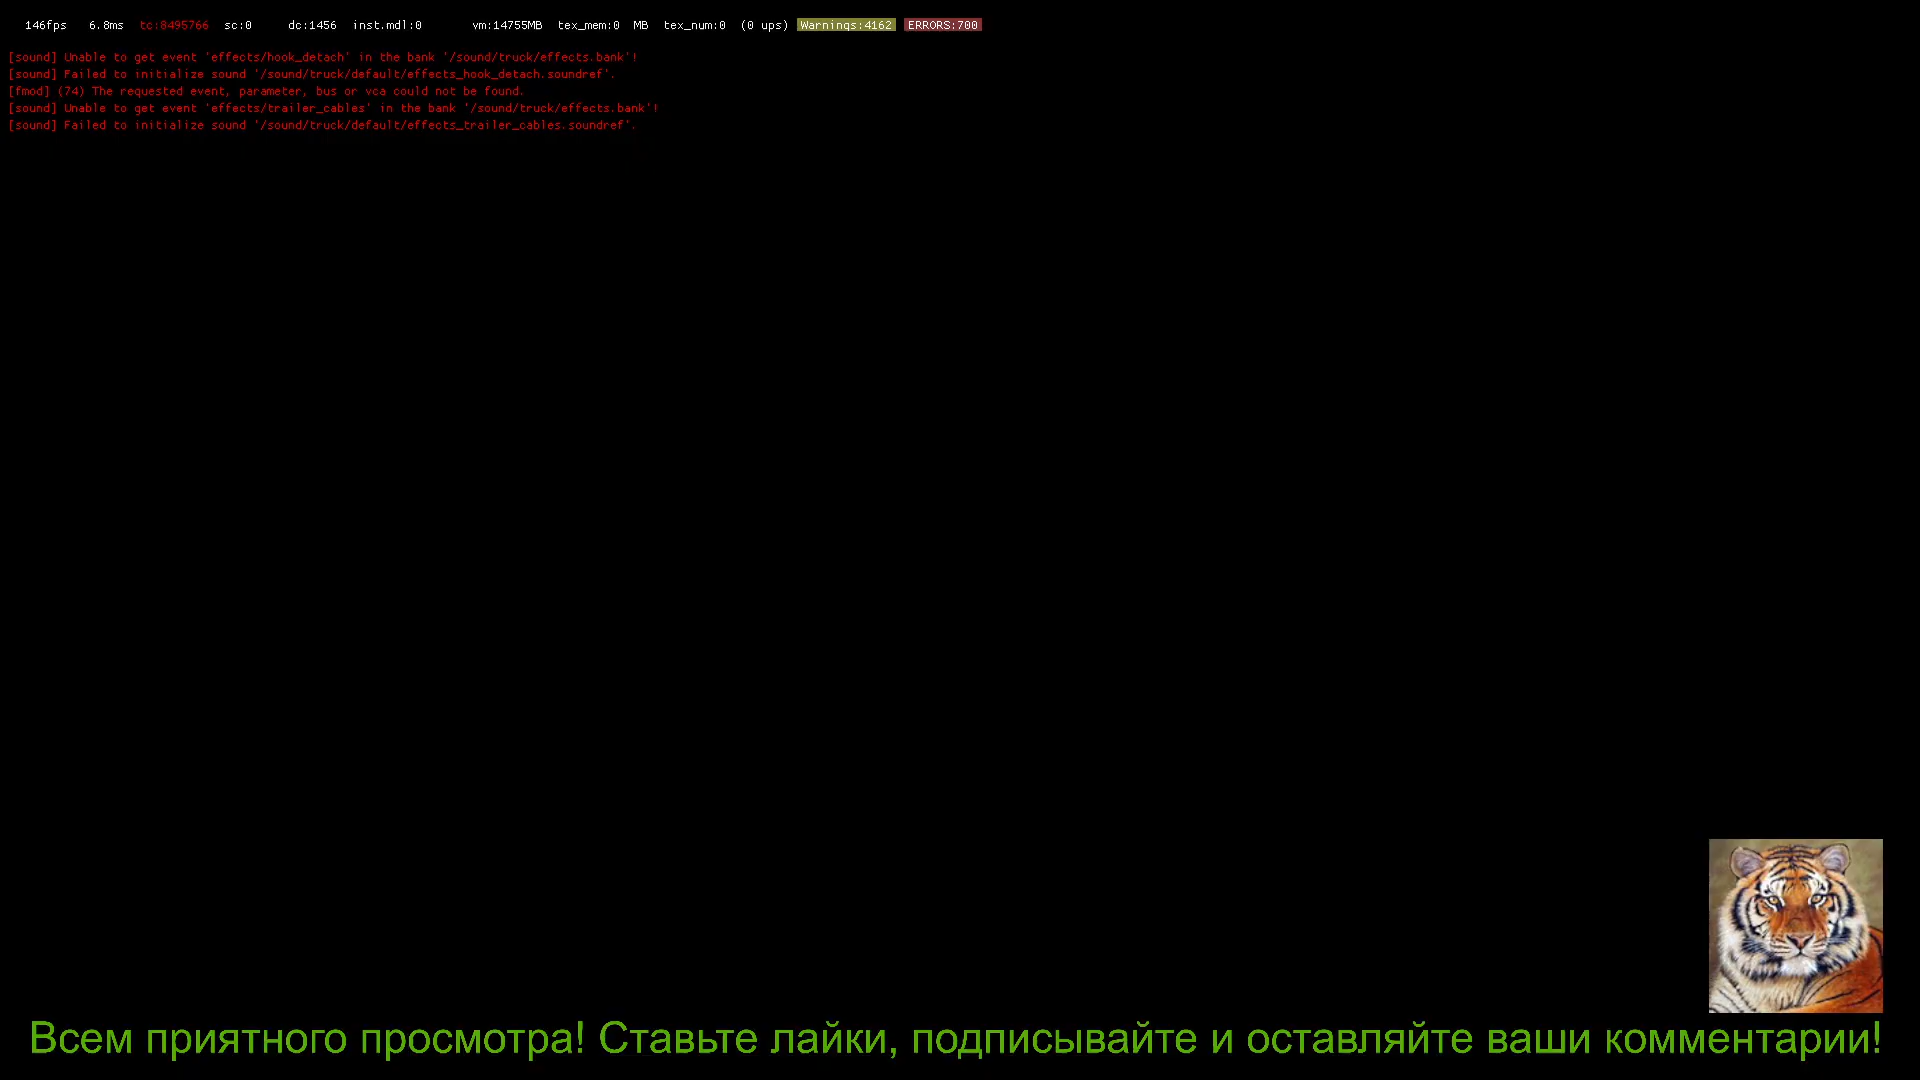 146fps 6.8ms tc:8495766 sc:0 dc:1456 inst.mdl:0 vm:14755MB tex_mem:0 MB tex_num:0 (0 ups) Warnings:4162 ERRORS:700
[sound] Unable to get event 'effects/hook_detach' in the bank '/sound/truck/effects.bank'!
[sound] Failed to initialize sound '/sound/truck/default/effects_hook_detach.soundref'.
[fmod] (74) The requested event, parameter, bus or vca could not be found.
[sound] Unable to get event 'effects/trailer_cables' in the bank '/sound/truck/effects.bank'!
[sound] Failed to initialize sound '/sound/truck/default/effects_trailer_cables.soundref'.
Всем приятного просмотра! Ставьте лайки, подписывайте и оставляйте ваши комментарии!